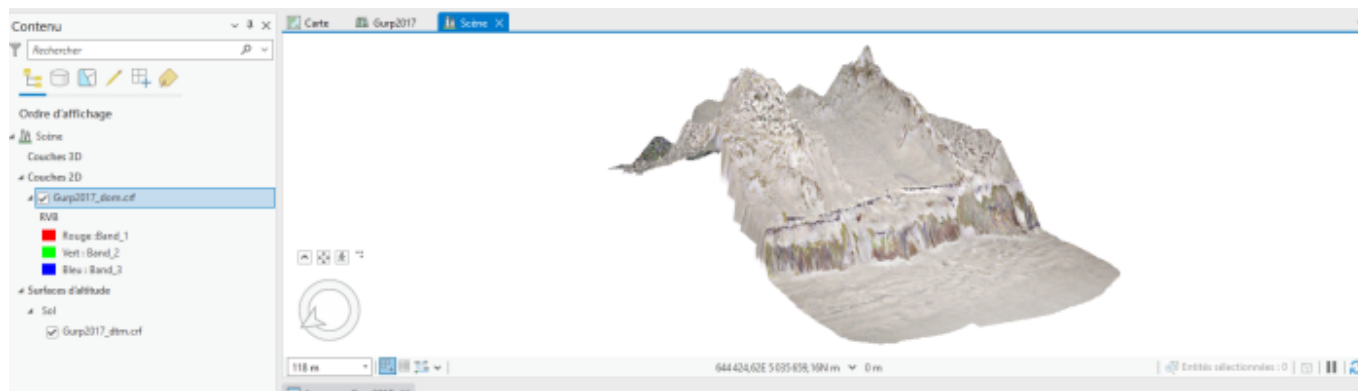 Contenu
Rechercher
Ordre d'affichage
Scène
Couches 3D
Couches 2D
Gurp2017_dom.crf
RVB
Rouge :Band_1
Vert : Band_2
Bleu : Band_3
Surfaces d'altitude
Sol
Gurp2017_dtm.crf
Carte
Gurp2017
Scène
118 m
644 424,62E 5 035 659,16N m
0 m
Entités sélectionnées : 0